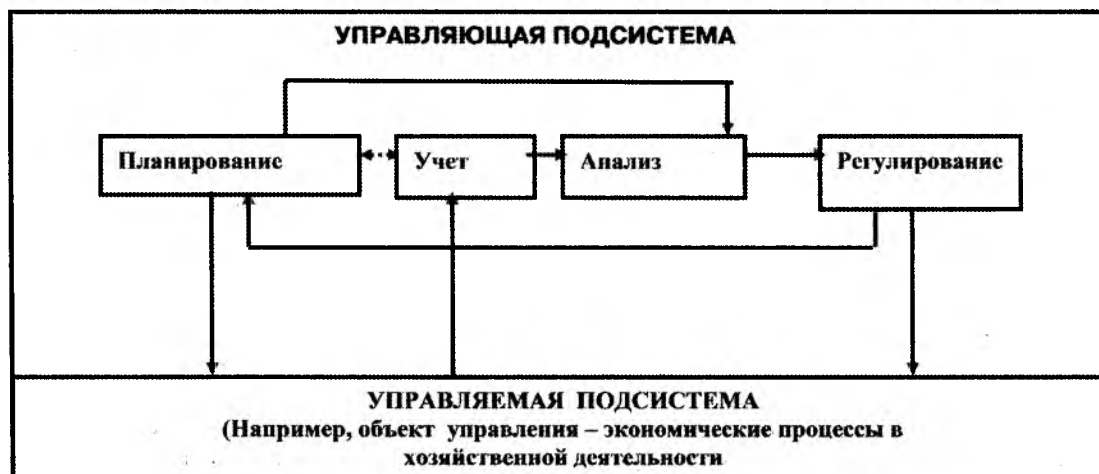 УПРАВЛЯЮЩАЯ ПОДСИСТЕМА
Планирование
Учет
Анализ
Регулирование
УПРАВЛЯЕМАЯ ПОДСИСТЕМА
(Например, объект управления – экономические процессы в
хозяйственной деятельности